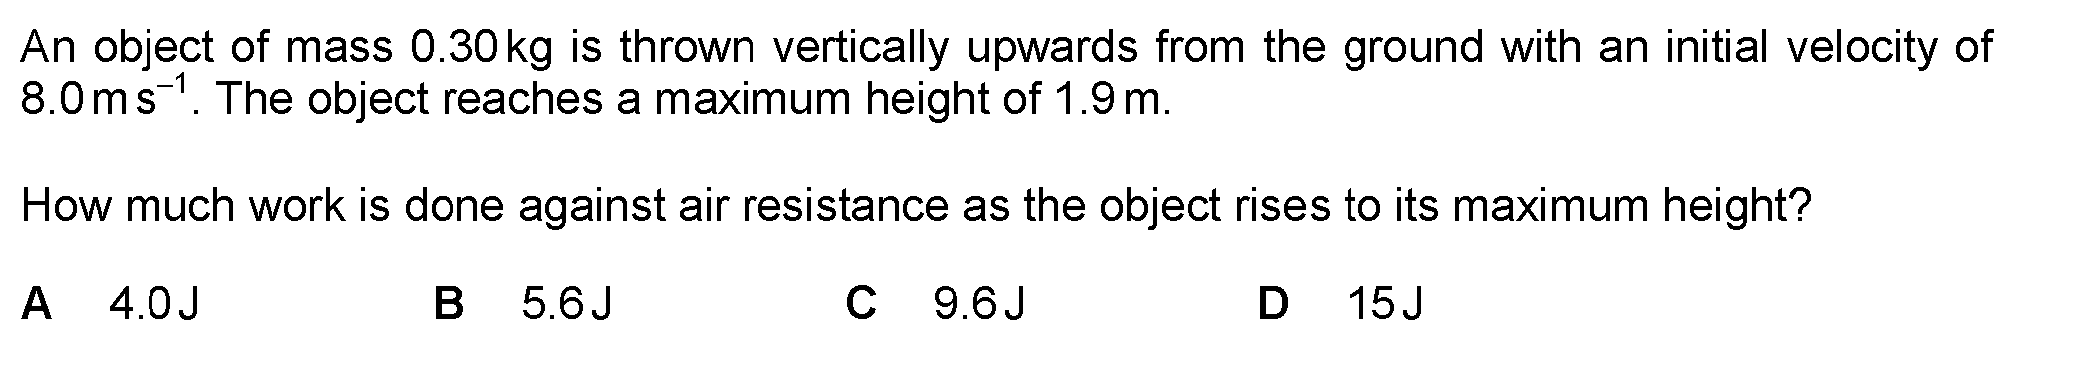 An object of mass 0.30 kg is thrown vertically upwards from the ground with an initial velocity of
8.0 m s⁻¹. The object reaches a maximum height of 1.9 m.
How much work is done against air resistance as the object rises to its maximum height?
A 4.0 J B 5.6 J C 9.6 J D 15 J